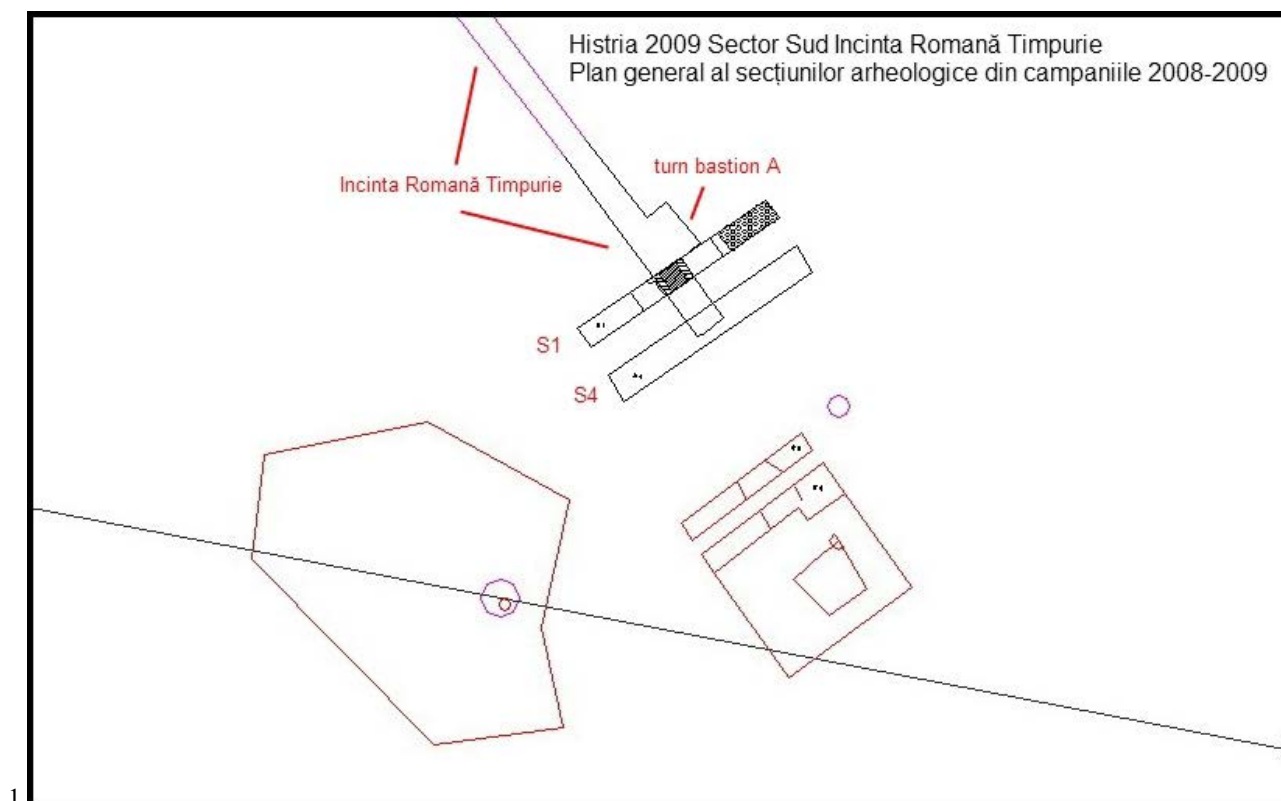 Histria 2009 Sector Sud Incinta Romană Timpurie
Plan general al secțiunilor arheologice din campaniile 2008-2009
turn bastion A
Incinta Romană Timpurie
S1
S4
1